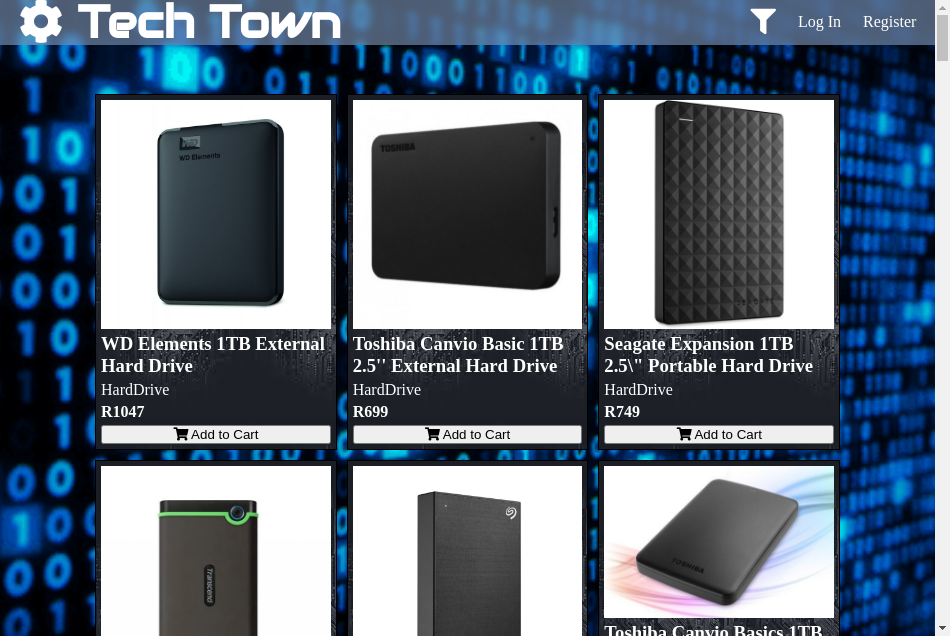 Tech Town
Log In
Register
WD Elements
TOSHIBA
WD Elements 1TB External
Hard Drive
HardDrive
R1047
Add to Cart
Toshiba Canvio Basic 1TB
2.5'' External Hard Drive
HardDrive
R699
Add to Cart
Seagate Expansion 1TB
2.5\" Portable Hard Drive
HardDrive
R749
Add to Cart
Transcend
TOSHIBA
Toshiba Canvio Basics 1TB